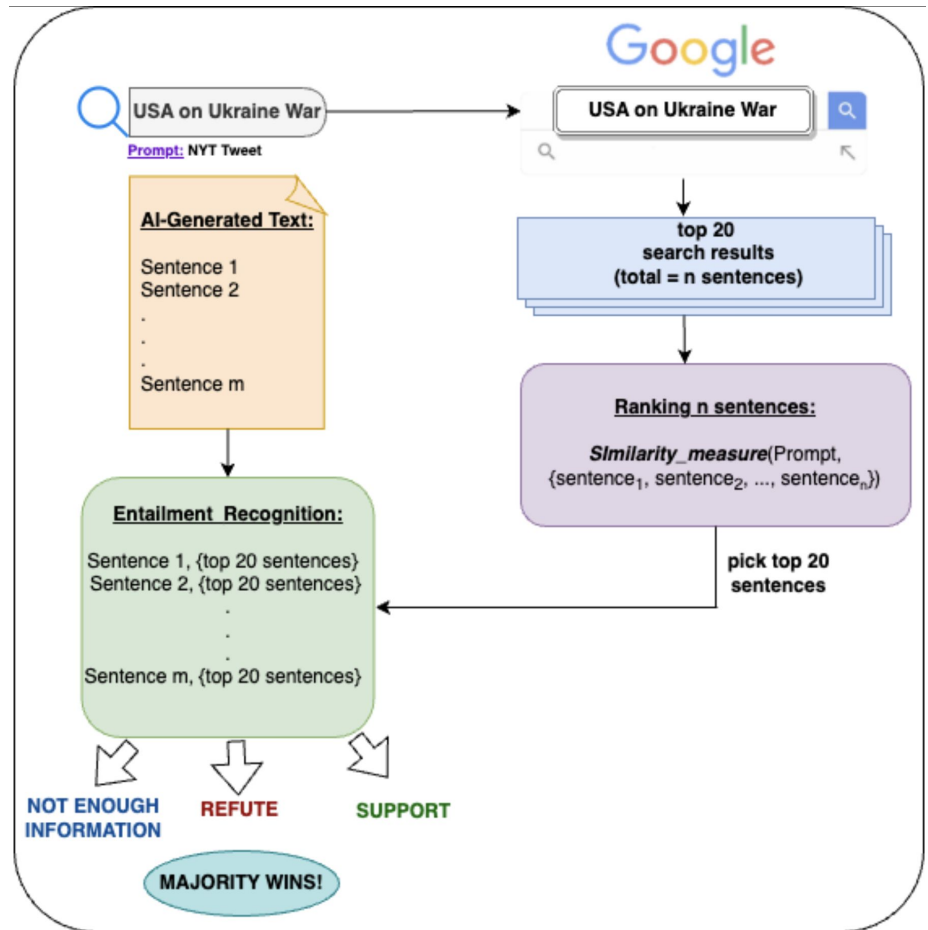 Google
USA on Ukraine War
USA on Ukraine War
Prompt: NYT Tweet
AI-Generated Text:
Sentence 1
Sentence 2
.
.
.
Sentence m
top 20
search results
(total = n sentences)
Ranking n sentences:
SImilarity_measure(Prompt,
{sentence₁, sentence₂, ..., sentenceₙ})
pick top 20
sentences
Entailment Recognition:
Sentence 1, {top 20 sentences}
Sentence 2, {top 20 sentences}
.
.
.
Sentence m, {top 20 sentences}
NOT ENOUGH
INFORMATION
REFUTE
SUPPORT
MAJORITY WINS!